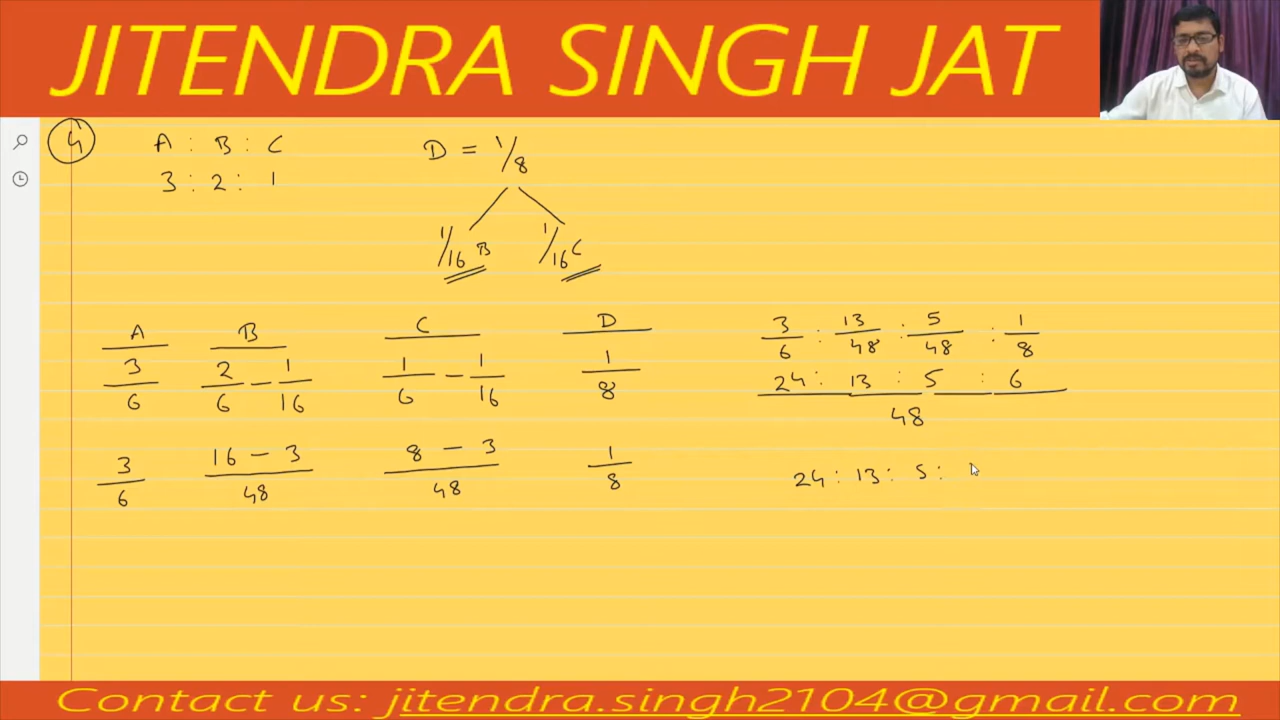 JITENDRA SINGH JAT
4
A : B : C
3 : 2 : 1
D = 1/8
1/16 B 1/16 C
A B C D
3/6 2/6 - 1/16 1/6 - 1/16 1/8
3/6 16 - 3/48 8 - 3/48 1/8
3/6 : 13/48 : 5/48 : 1/8
24 : 13 : 5 : 6
48
24 : 13 : 5 :
Contact us: jitendra.singh2104@gmail.com